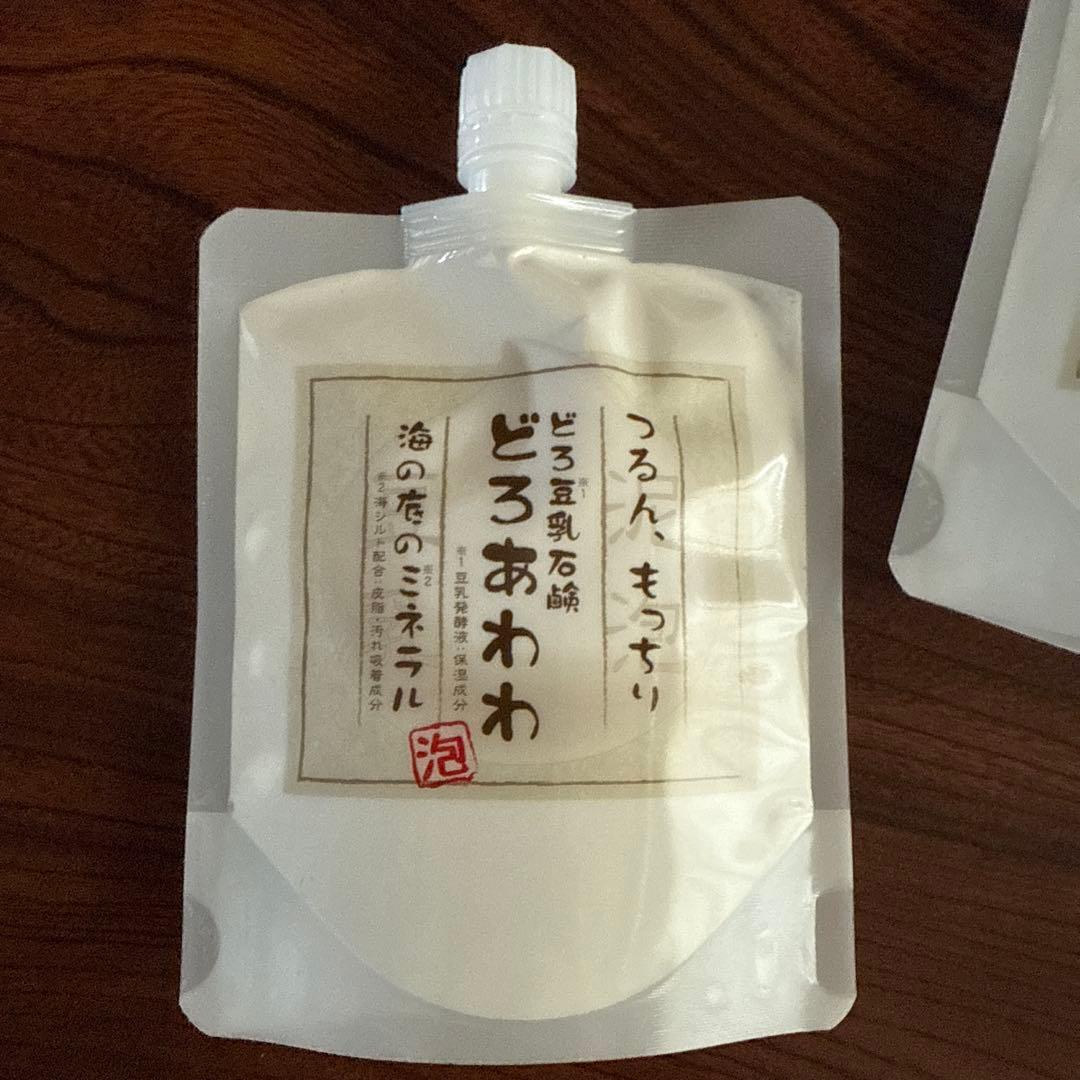 つるん、もっちり
どろ豆乳石鹸
※1
どろあわわ
※1豆乳発酵液:保湿成分
海の底のミネラル
※2
※2海シルト配合:皮脂・汚れ吸着成分
泡